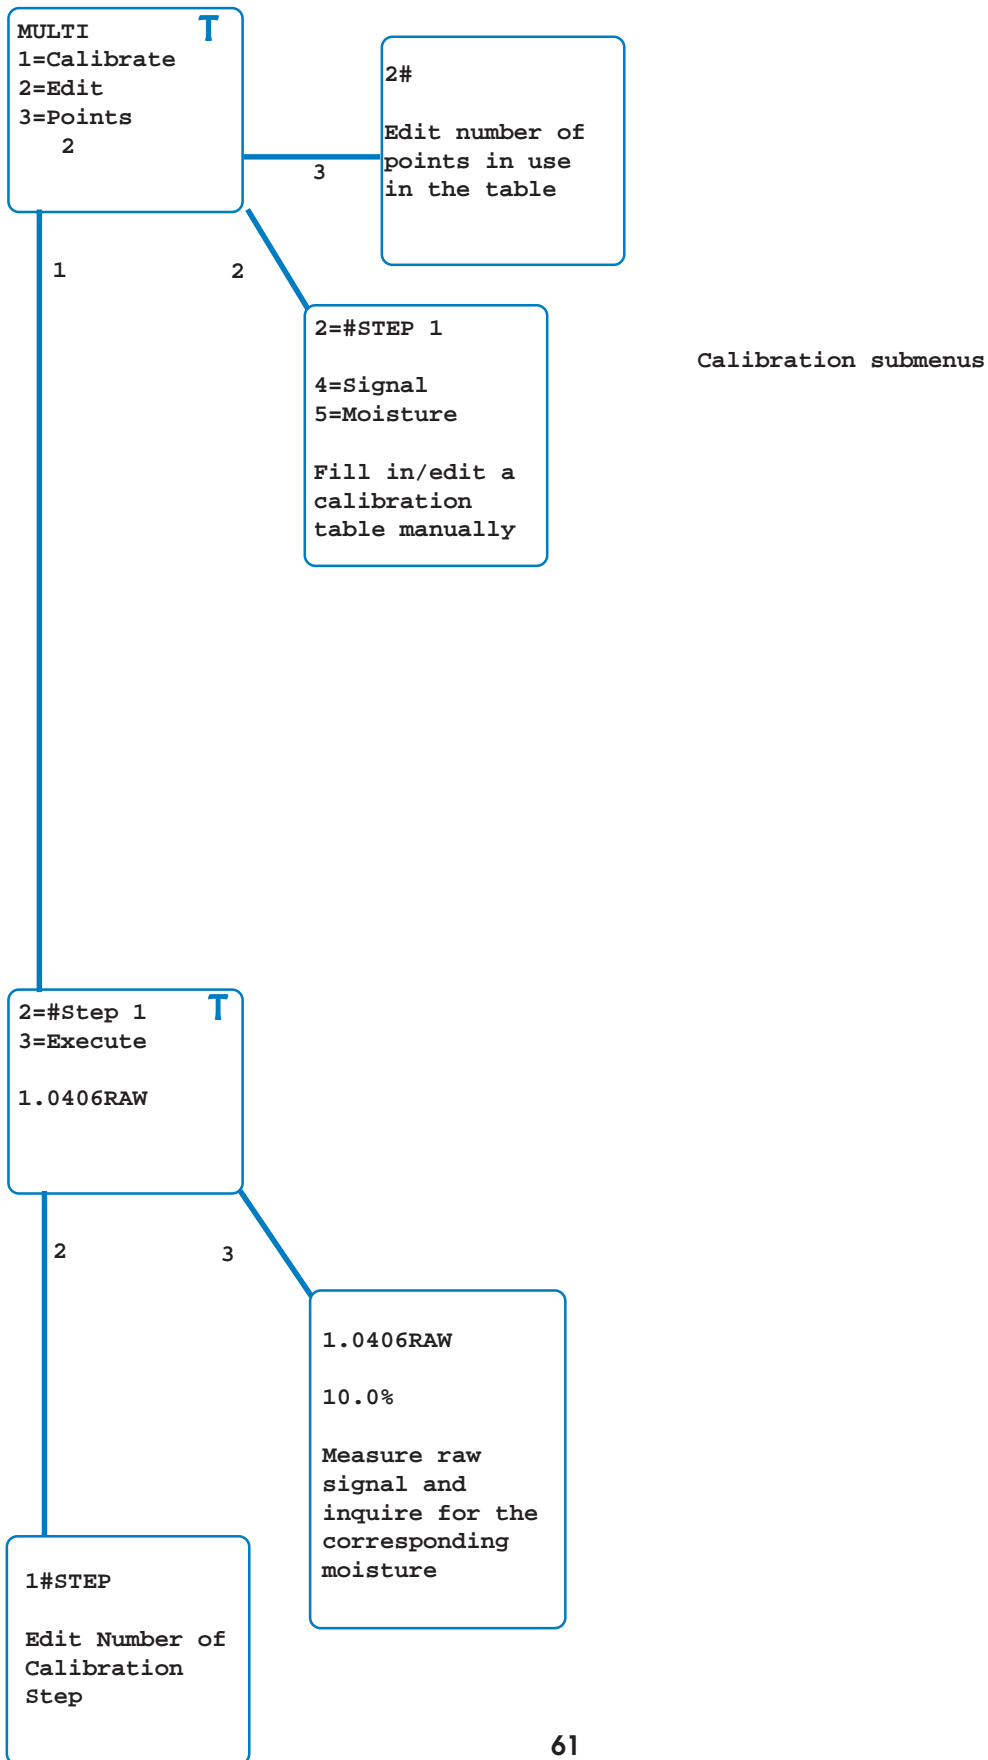 MULTI T
1=Calibrate
2=Edit
3=Points
2
2#
Edit number of
points in use
in the table
3
1
2
2=#STEP 1
4=Signal
5=Moisture
Fill in/edit a
calibration
table manually
Calibration submenus
2=#Step 1 T
3=Execute
1.0406RAW
2
3
1.0406RAW
10.0%
Measure raw
signal and
inquire for the
corresponding
moisture
1#STEP
Edit Number of
Calibration
Step
61